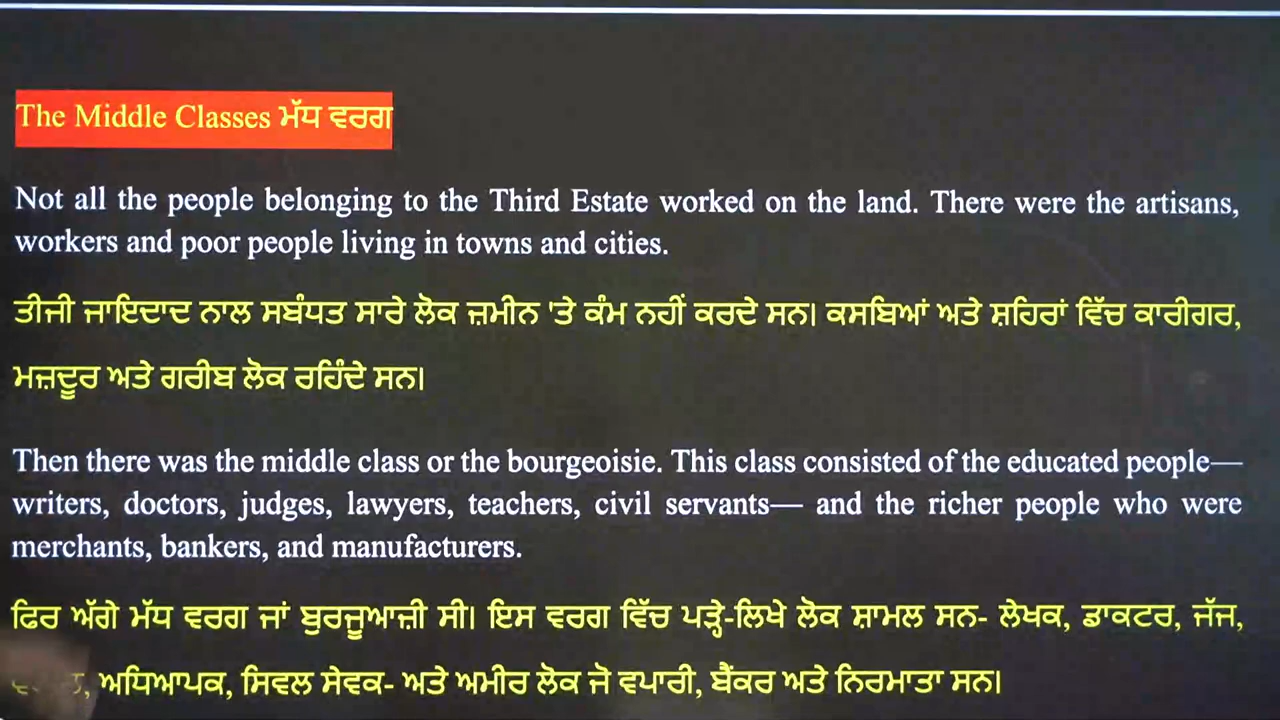 The Middle Classes ਮੱਧ ਵਰਗ
Not all the people belonging to the Third Estate worked on the land. There were the artisans,
workers and poor people living in towns and cities.
ਤੀਜੀ ਜਾਇਦਾਦ ਨਾਲ ਸਬੰਧਤ ਸਾਰੇ ਲੋਕ ਜ਼ਮੀਨ 'ਤੇ ਕੰਮ ਨਹੀਂ ਕਰਦੇ ਸਨ। ਕਸਬਿਆਂ ਅਤੇ ਸ਼ਹਿਰਾਂ ਵਿੱਚ ਕਾਰੀਗਰ,
ਮਜ਼ਦੂਰ ਅਤੇ ਗਰੀਬ ਲੋਕ ਰਹਿੰਦੇ ਸਨ।
Then there was the middle class or the bourgeoisie. This class consisted of the educated people—
writers, doctors, judges, lawyers, teachers, civil servants— and the richer people who were
merchants, bankers, and manufacturers.
ਫਿਰ ਅੱਗੇ ਮੱਧ ਵਰਗ ਜਾਂ ਬੁਰਜੂਆਜ਼ੀ ਸੀ। ਇਸ ਵਰਗ ਵਿੱਚ ਪੜ੍ਹੇ-ਲਿਖੇ ਲੋਕ ਸ਼ਾਮਲ ਸਨ- ਲੇਖਕ, ਡਾਕਟਰ, ਜੱਜ,
ਅਧਿਆਪਕ, ਸਿਵਲ ਸੇਵਕ- ਅਤੇ ਅਮੀਰ ਲੋਕ ਜੋ ਵਪਾਰੀ, ਬੈਂਕਰ ਅਤੇ ਨਿਰਮਾਤਾ ਸਨ।